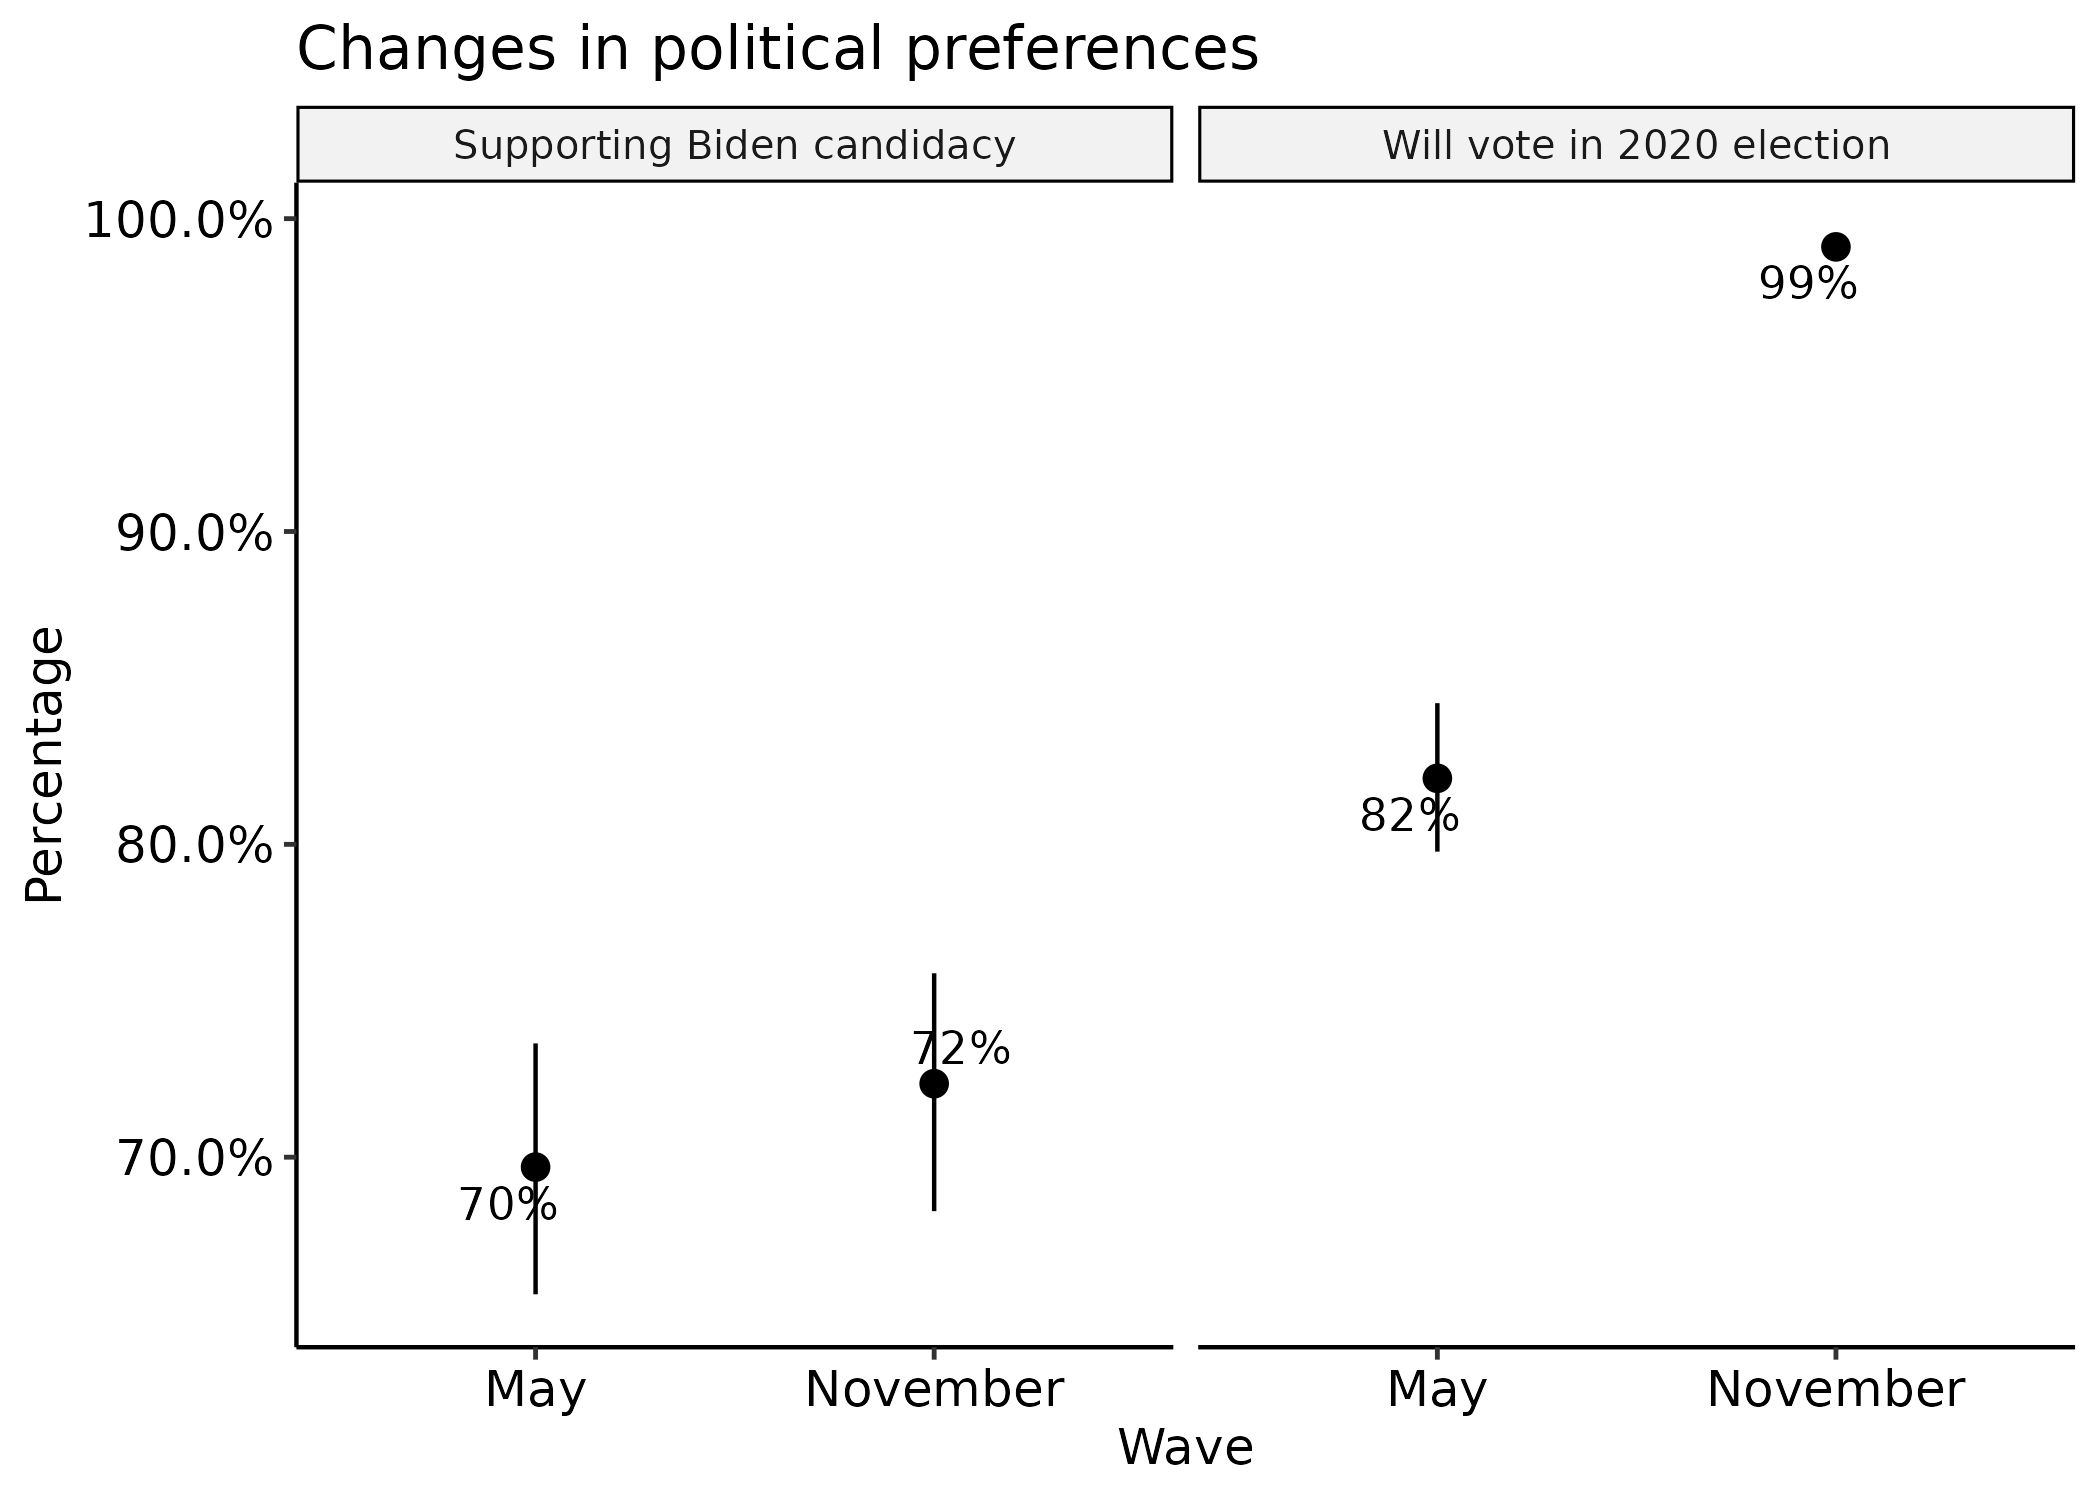 Changes in political preferences
Supporting Biden candidacy
Will vote in 2020 election
100.0%
90.0%
80.0%
70.0%
Percentage
70%
72%
82%
99%
May
November
May
November
Wave